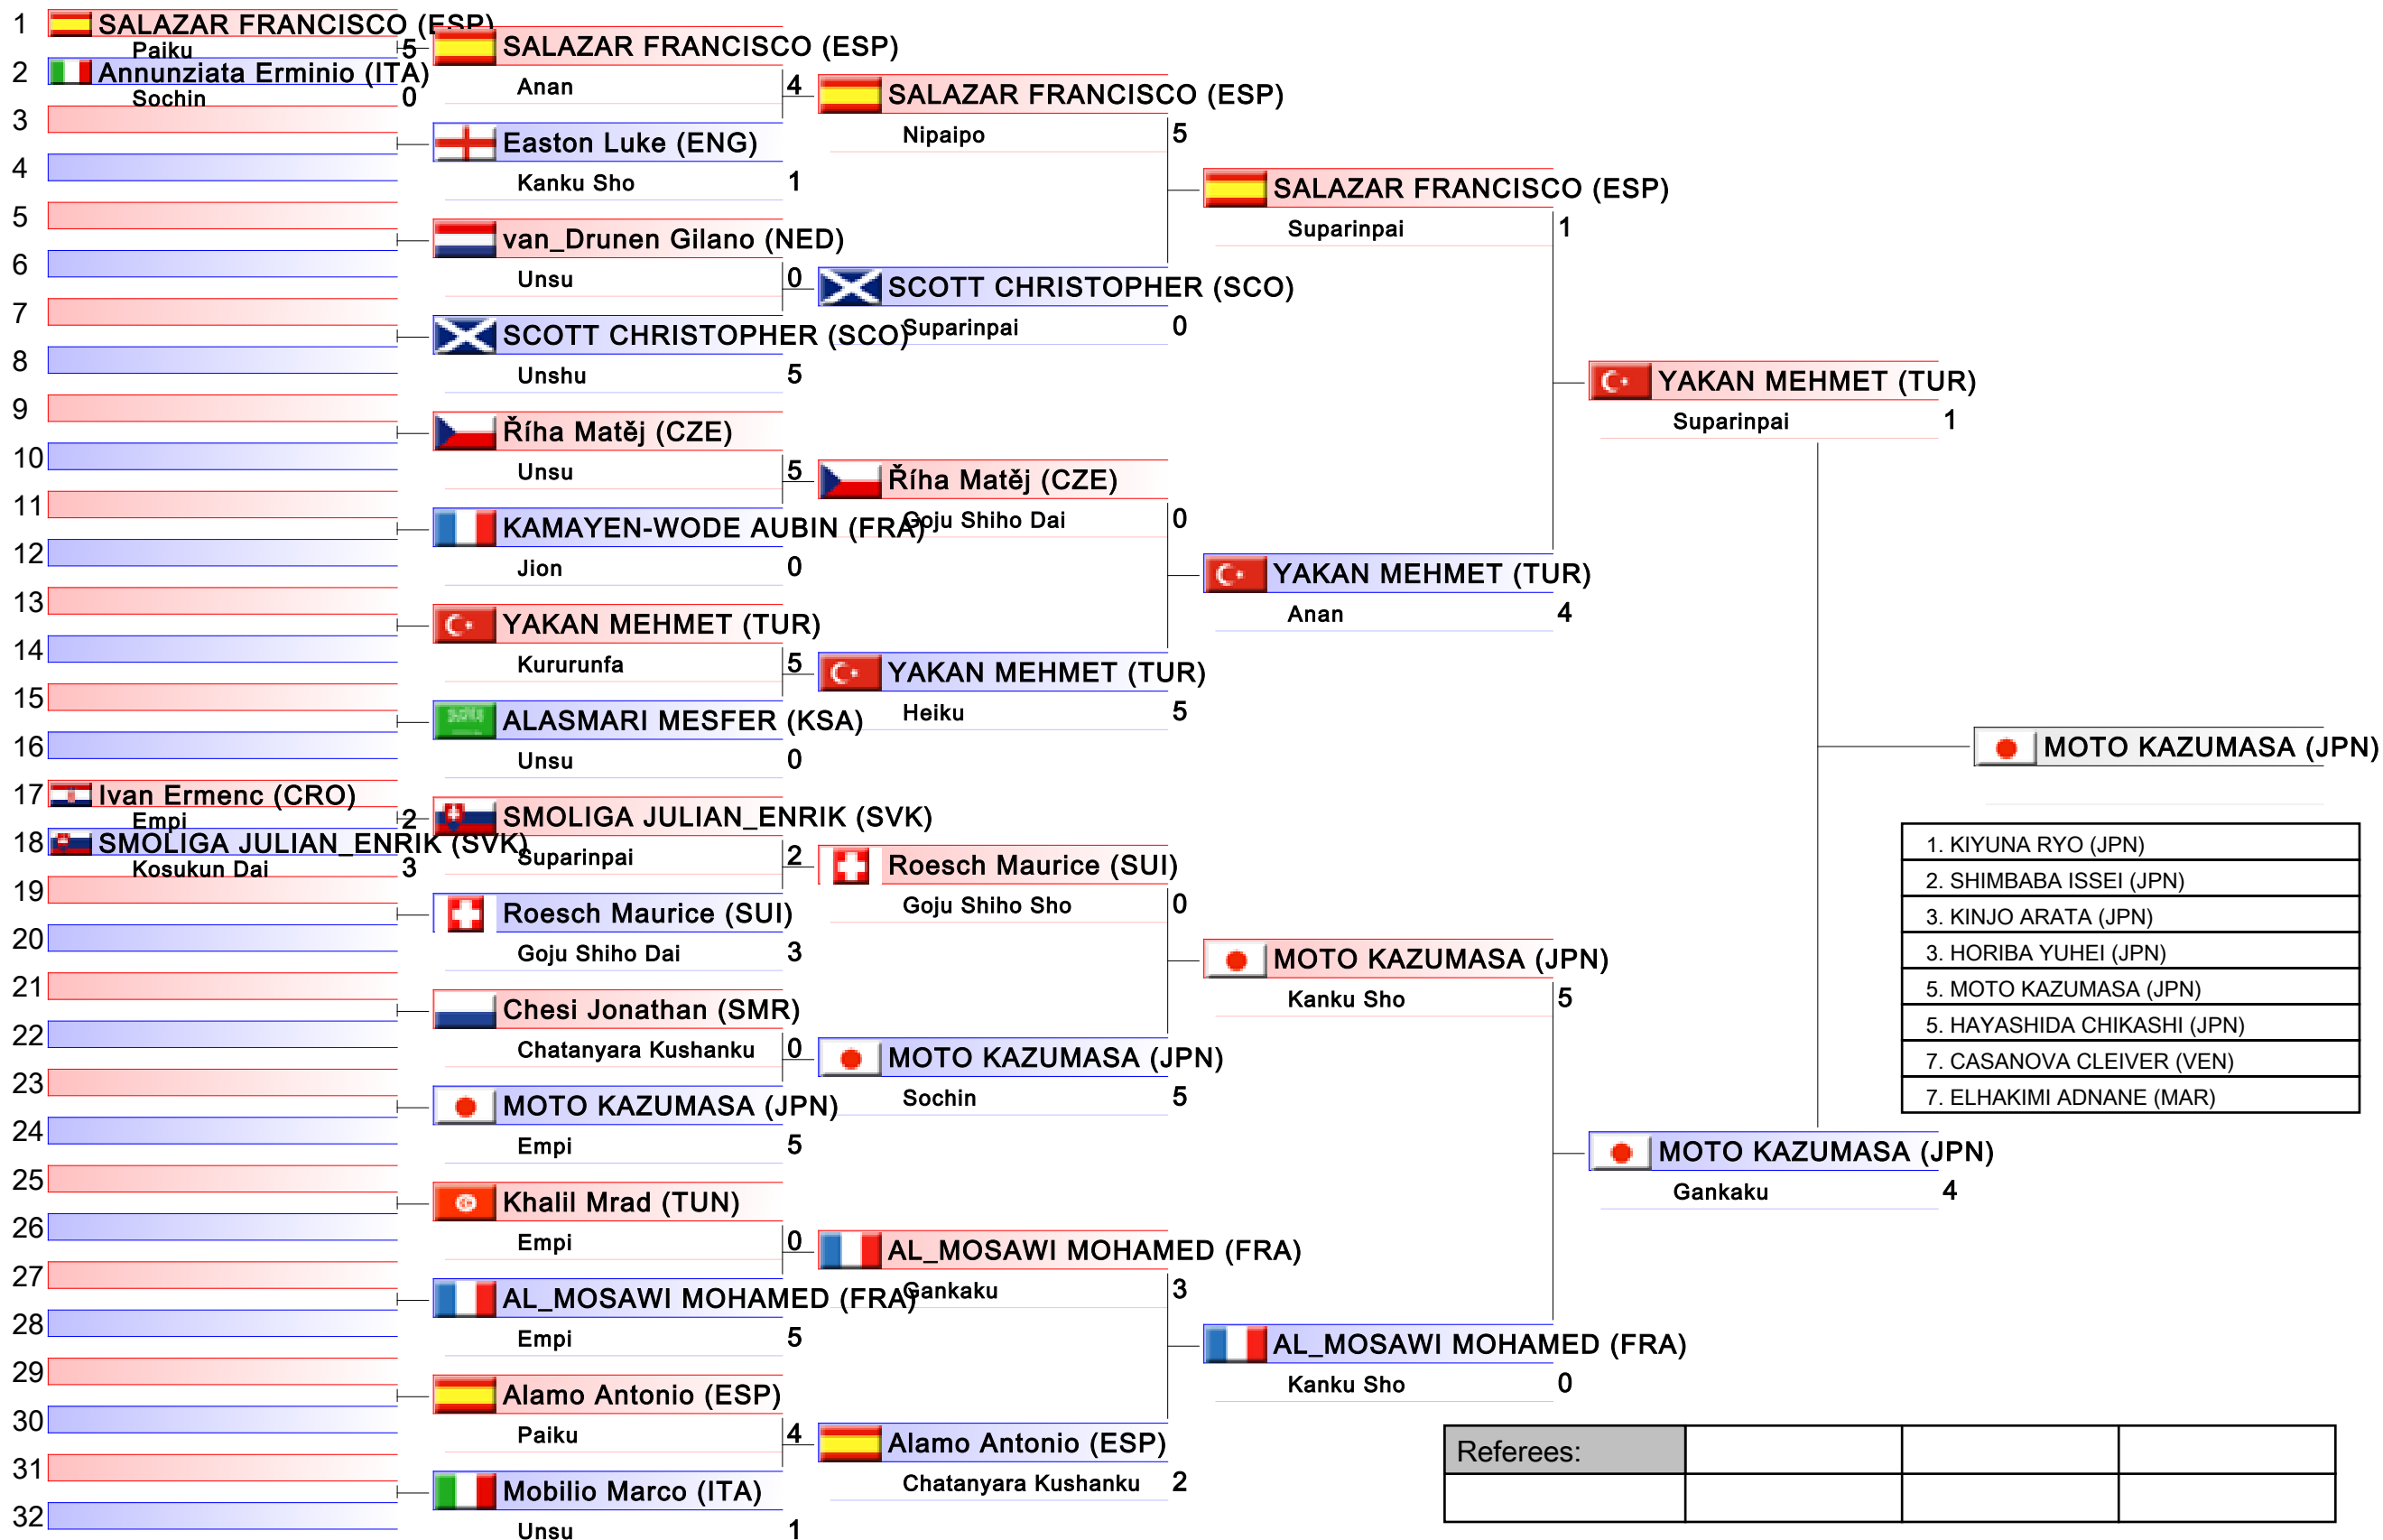 1 SALAZAR FRANCISCO (ESP)
Paiku 5
2 Annunziata Erminio (ITA)
Sochin 0
3
4
5
6
7
8
9
10
11
12
13
14
15
16
17 Ivan Ermenc (CRO)
Empi 2
18 SMOLIGA JULIAN_ENRIK (SVK)
Kosukun Dai 3
19
20
21
22
23
24
25
26
27
28
29
30
31
32
SALAZAR FRANCISCO (ESP)
Anan 4
Easton Luke (ENG)
Kanku Sho 1
van_Drunen Gilano (NED)
Unsu 0
SCOTT CHRISTOPHER (SCO)
Unshu 5
Říha Matěj (CZE)
Unsu 5
KAMAYEN-WODE AUBIN (FRA)
Jion 0
YAKAN MEHMET (TUR)
Kururunfa 5
ALASMARI MESFER (KSA)
Unsu 0
SMOLIGA JULIAN_ENRIK (SVK)
Suparinpai 2
Roesch Maurice (SUI)
Goju Shiho Dai 3
Chesi Jonathan (SMR)
Chatanyara Kushanku 0
MOTO KAZUMASA (JPN)
Empi 5
Khalil Mrad (TUN)
Empi 0
AL_MOSAWI MOHAMED (FRA)
Empi 5
Alamo Antonio (ESP)
Paiku 4
Mobilio Marco (ITA)
Unsu 1
SALAZAR FRANCISCO (ESP)
Nipaipo 5
SCOTT CHRISTOPHER (SCO)
Suparinpai 0
Říha Matěj (CZE)
Goju Shiho Dai 0
YAKAN MEHMET (TUR)
Heiku 5
Roesch Maurice (SUI)
Goju Shiho Sho 0
MOTO KAZUMASA (JPN)
Sochin 5
AL_MOSAWI MOHAMED (FRA)
Gankaku 3
Alamo Antonio (ESP)
Chatanyara Kushanku 2
SALAZAR FRANCISCO (ESP)
Suparinpai 1
YAKAN MEHMET (TUR)
Anan 4
MOTO KAZUMASA (JPN)
Kanku Sho 5
AL_MOSAWI MOHAMED (FRA)
Kanku Sho 0
YAKAN MEHMET (TUR)
Suparinpai 1
MOTO KAZUMASA (JPN)
Gankaku 4
MOTO KAZUMASA (JPN)
1. KIYUNA RYO (JPN)
2. SHIMBABA ISSEI (JPN)
3. KINJO ARATA (JPN)
3. HORIBA YUHEI (JPN)
5. MOTO KAZUMASA (JPN)
5. HAYASHIDA CHIKASHI (JPN)
7. CASANOVA CLEIVER (VEN)
7. ELHAKIMI ADNANE (MAR)
Referees: